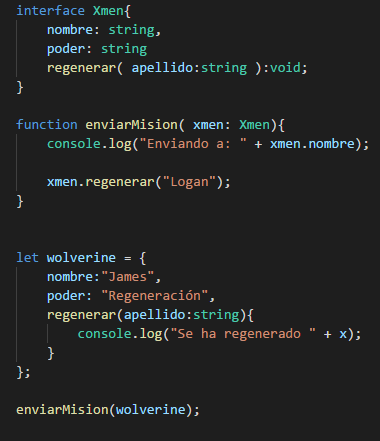 interface Xmen{
    nombre: string,
    poder: string
    regenerar( apellido:string ):void;
}

function enviarMision( xmen: Xmen){
    console.log("Enviando a: " + xmen.nombre);

    xmen.regenerar("Logan");
}

let wolverine = {
    nombre:"James",
    poder: "Regeneración",
    regenerar(apellido:string){
        console.log("Se ha regenerado " + x);
    }
};

enviarMision(wolverine);